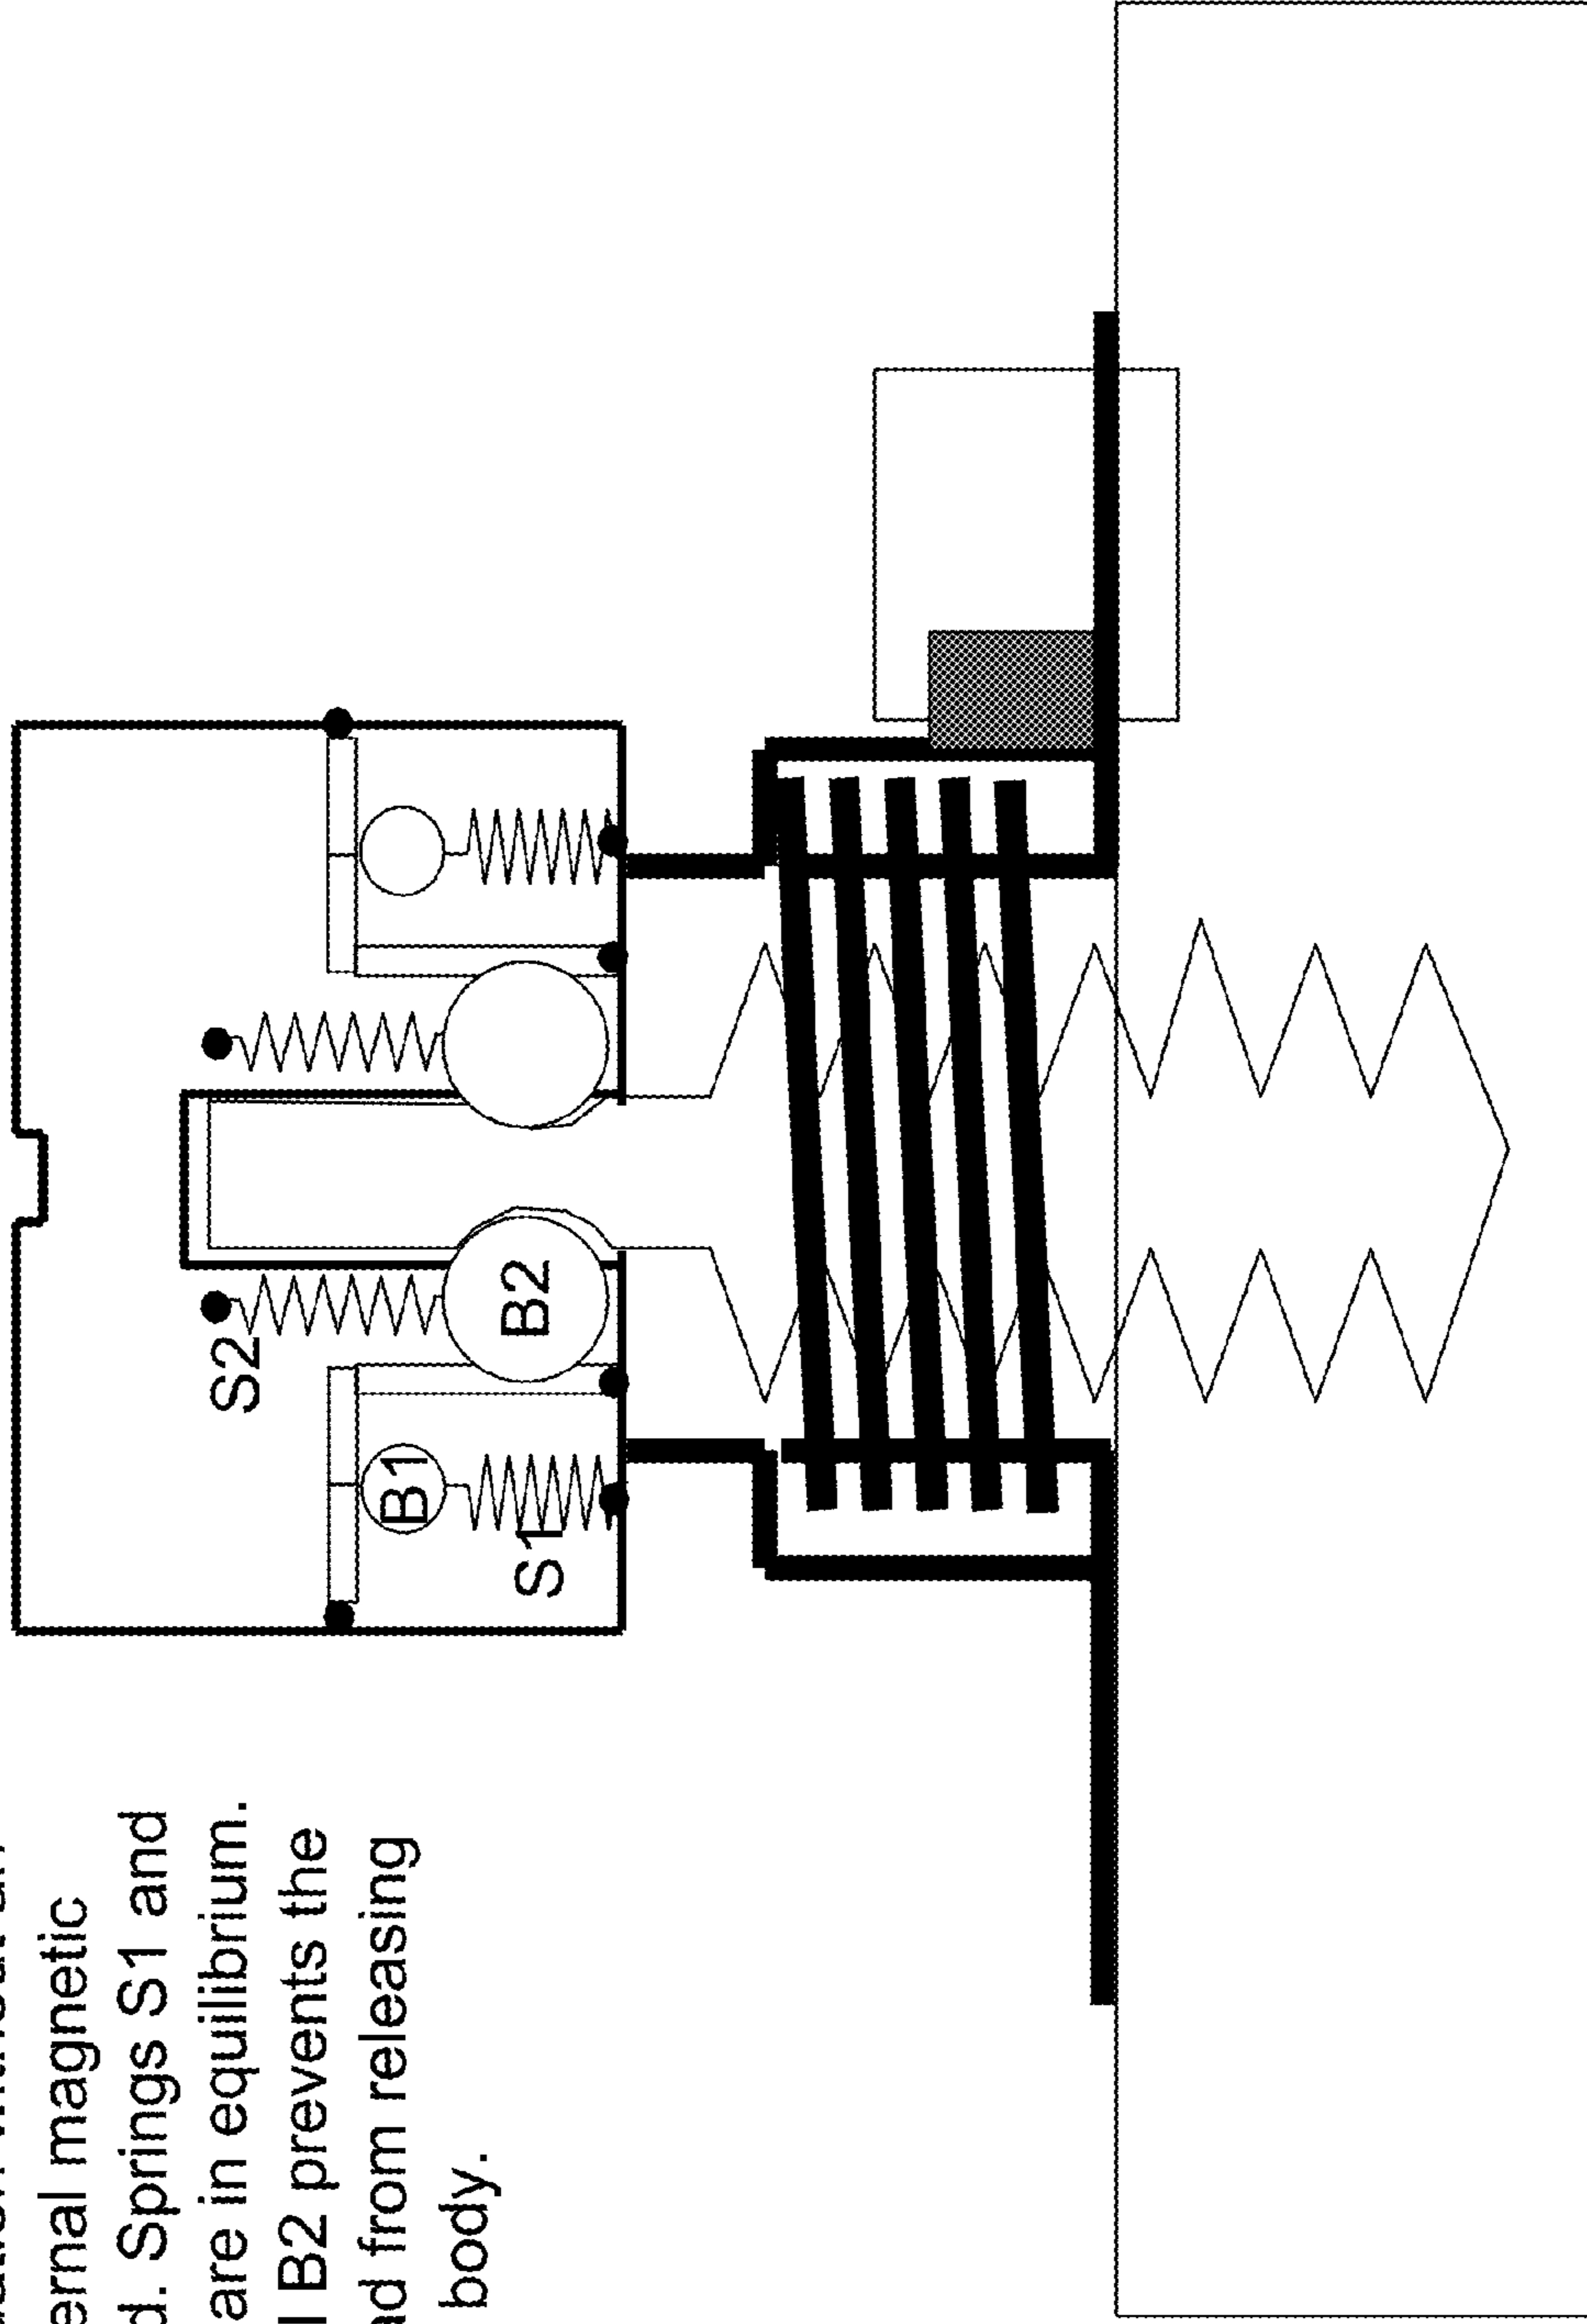 ernal magnetic
d. Springs S1 and
are in equilibrium.
l B2 prevents the
ad from releasing
body.
S2
B2
B1
S1